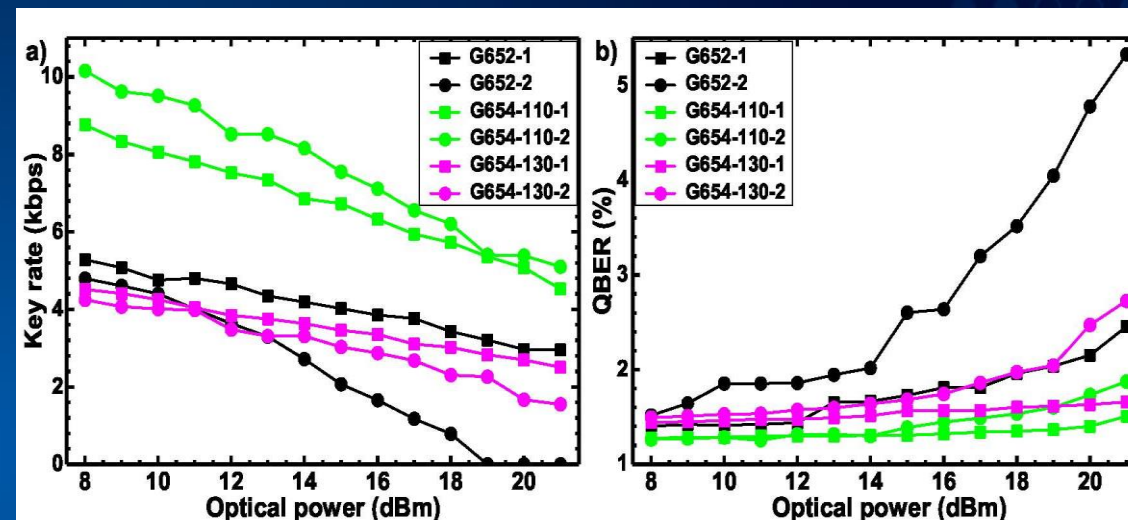 a)
Key rate (kbps)
10
8
6
4
2
0
G652-1
G652-2
G654-110-1
G654-110-2
G654-130-1
G654-130-2
8 10 12 14 16 18 20
Optical power (dBm)
b)
QBER (%)
5
4
3
2
1
G652-1
G652-2
G654-110-1
G654-110-2
G654-130-1
G654-130-2
8 10 12 14 16 18 20
Optical power (dBm)